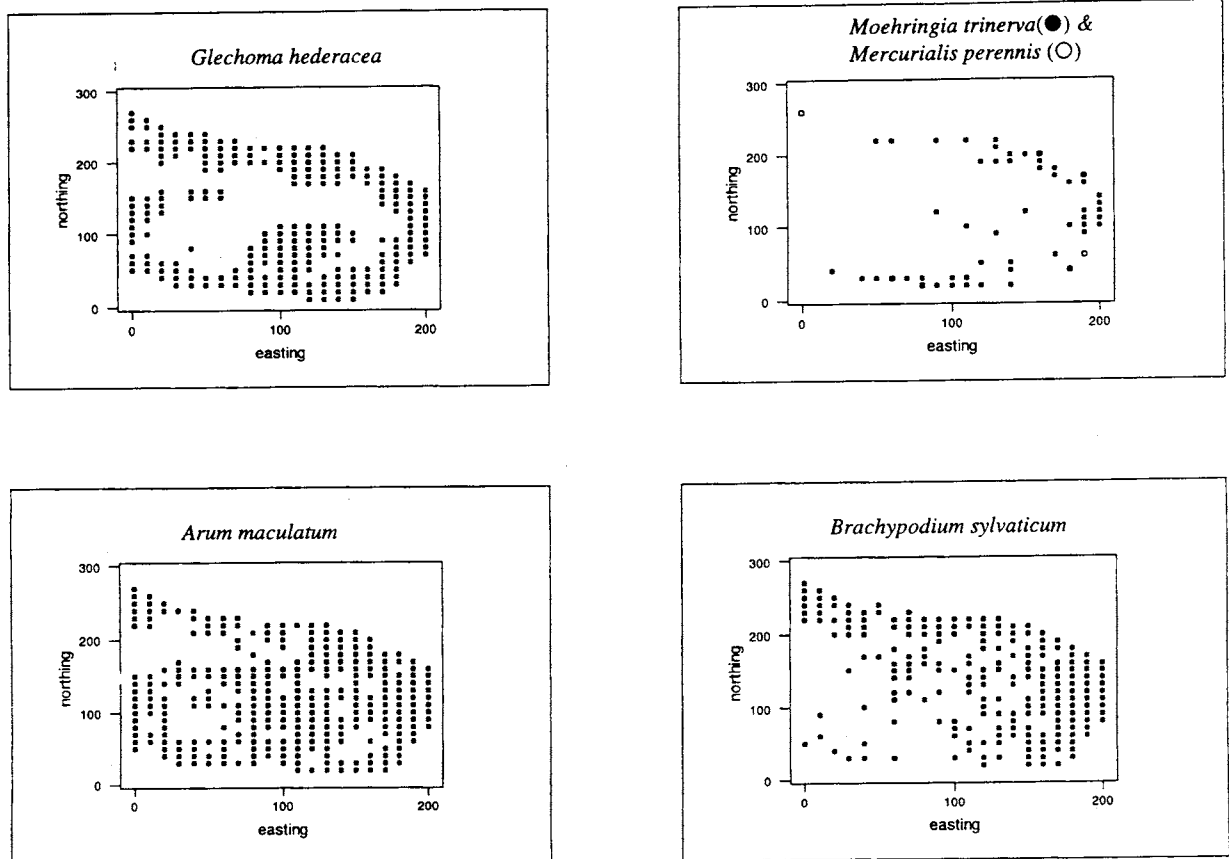 Glechoma hederacea
300
200
100
0
northing
0 100 200
easting
Moehringia trinerva(●) &
Mercurialis perennis (○)
300
200
100
0
northing
0 100 200
easting
Arum maculatum
300
200
100
0
northing
0 100 200
easting
Brachypodium sylvaticum
300
200
100
0
northing
0 100 200
easting